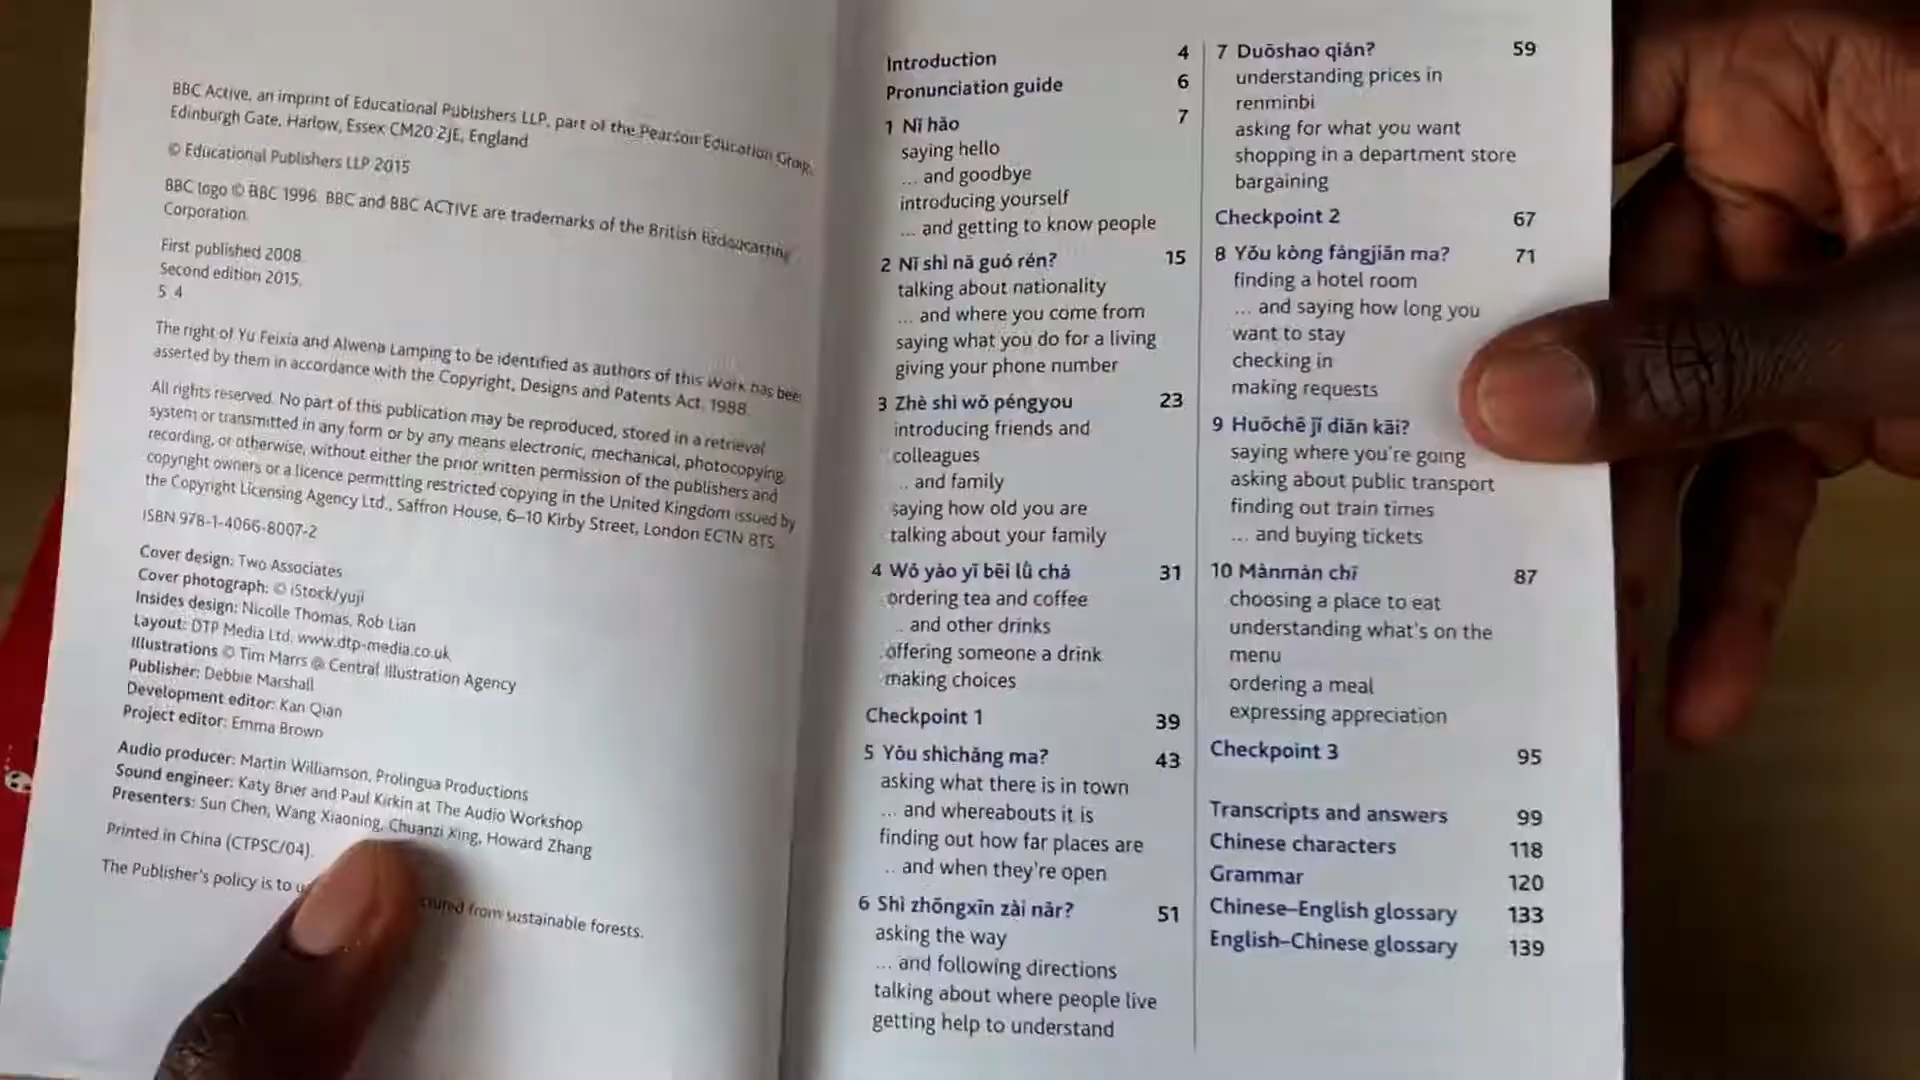 BBC Active, an imprint of Educational Publishers LLP, part of the Pearson Education Group,
Edinburgh Gate, Harlow, Essex CM20 2JE, England
© Educational Publishers LLP 2015
BBC logo © BBC 1996. BBC and BBC ACTIVE are trademarks of the British Broadcasting
Corporation.
First published 2008.
Second edition 2015.
5 4
The right of Yu Feixia and Alwena Lamping to be identified as authors of this Work has been
asserted by them in accordance with the Copyright, Designs and Patents Act, 1988.
All rights reserved. No part of this publication may be reproduced, stored in a retrieval
system or transmitted in any form or by any means electronic, mechanical, photocopying,
recording, or otherwise, without either the prior written permission of the publishers and
copyright owners or a licence permitting restricted copying in the United Kingdom issued by
the Copyright Licensing Agency Ltd., Saffron House, 6–10 Kirby Street, London EC1N 8TS
ISBN 978-1-4066-8007-2
Cover design: Two Associates
Cover photograph: © iStock/yuji
Insides design: Nicolle Thomas, Rob Lian
Layout: DTP Media Ltd. www.dtp-media.co.uk
Illustrations © Tim Marrs @ Central Illustration Agency
Publisher: Debbie Marshall
Development editor: Kan Qian
Project editor: Emma Brown
Audio producer: Martin Williamson, Prolingua Productions
Sound engineer: Katy Brier and Paul Kirkin at The Audio Workshop
Presenters: Sun Chen, Wang Xiaoning, Chuanzi Xing, Howard Zhang
Printed in China (CTPSC/04).
The Publisher's policy is to from sustainable forests.
Introduction 4
Pronunciation guide 6
1 Nǐ hǎo 7
saying hello
... and goodbye
introducing yourself
... and getting to know people
2 Nǐ shì nǎ guó rén? 15
talking about nationality
... and where you come from
saying what you do for a living
giving your phone number
3 Zhè shì wǒ péngyou 23
introducing friends and
colleagues
... and family
saying how old you are
talking about your family
4 Wǒ yào yī bēi lǜ chá 31
ordering tea and coffee
... and other drinks
offering someone a drink
making choices
Checkpoint 1 39
5 Yǒu shìchǎng ma? 43
asking what there is in town
... and whereabouts it is
finding out how far places are
... and when they're open
6 Shì zhōngxīn zài nǎr? 51
asking the way
... and following directions
talking about where people live
getting help to understand
7 Duōshao qián? 59
understanding prices in
renminbi
asking for what you want
shopping in a department store
bargaining
Checkpoint 2 67
8 Yǒu kòng fángjiān ma? 71
finding a hotel room
... and saying how long you
want to stay
checking in
making requests
9 Huǒchē jǐ diǎn kāi?
saying where you're going
asking about public transport
finding out train times
... and buying tickets
10 Mànmàn chī 87
choosing a place to eat
understanding what's on the
menu
ordering a meal
expressing appreciation
Checkpoint 3 95
Transcripts and answers 99
Chinese characters 118
Grammar 120
Chinese–English glossary 133
English–Chinese glossary 139